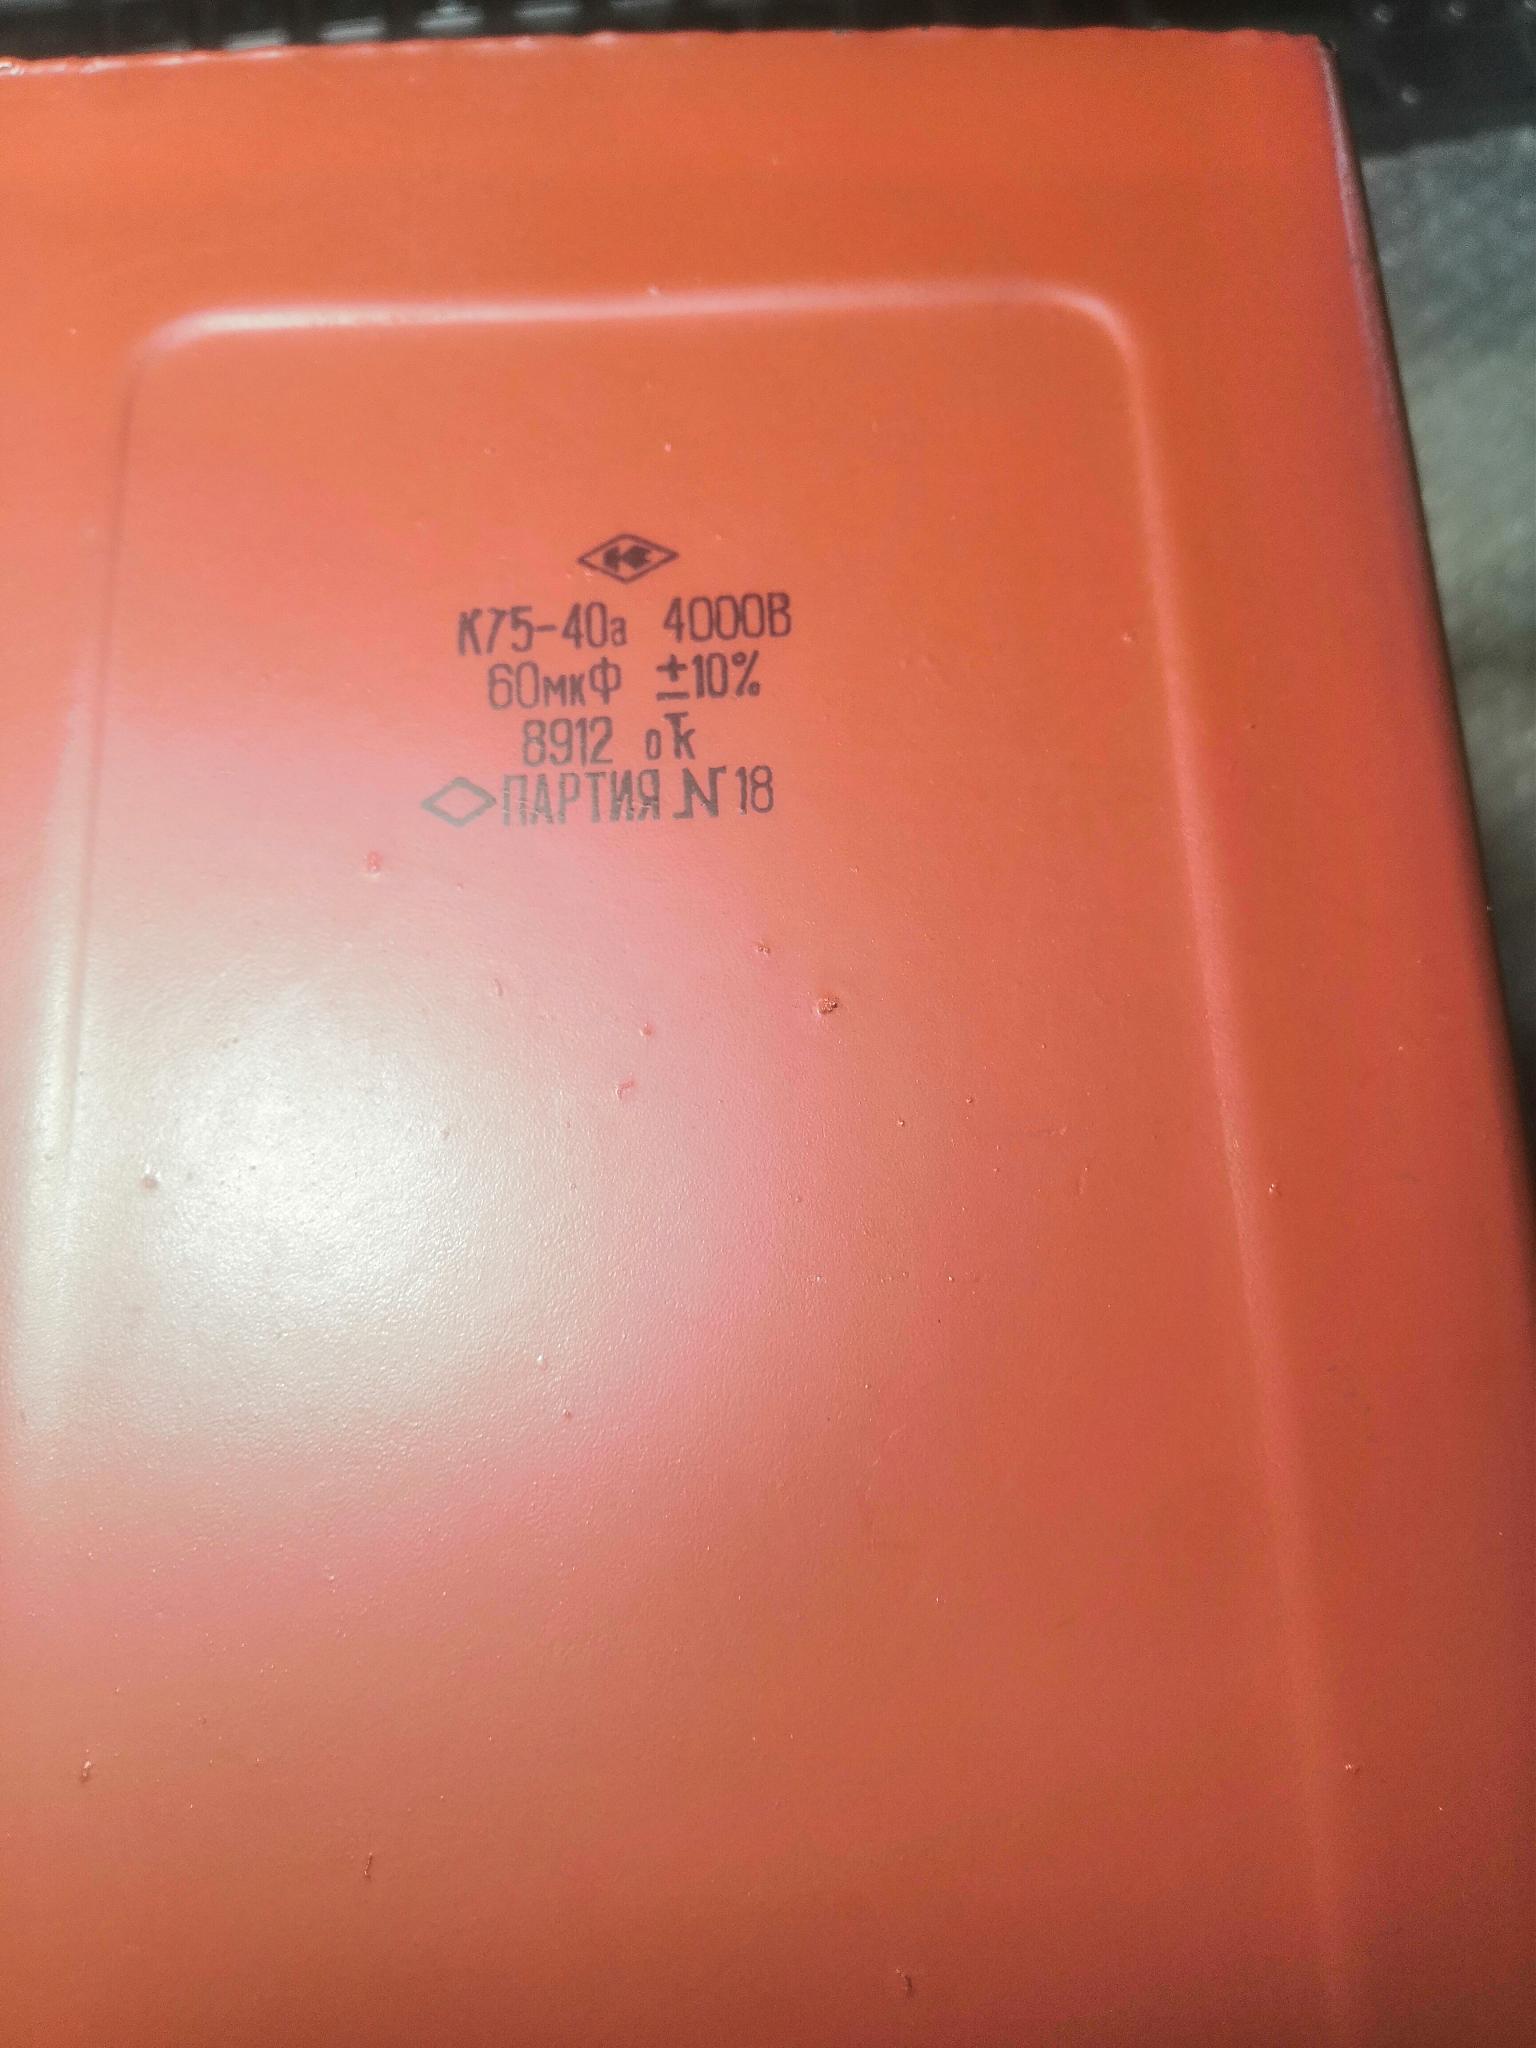 К75-40а 4000В
60мкФ ±10%
8912 отк
ПАРТИЯ № 18